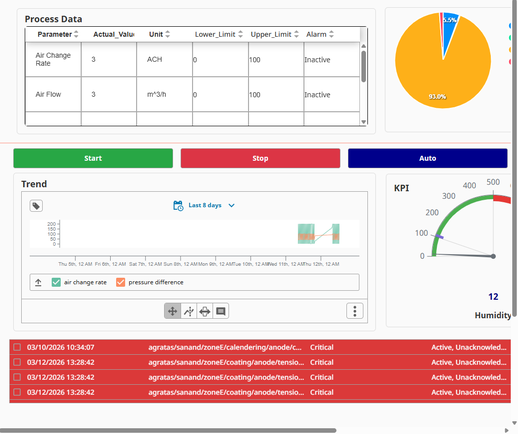 Process Data
Parameter Actual_Valu Unit Lower_Limit Upper_Limit Alarm
Air Change Rate 3 ACH 0 100 Inactive
Air Flow 3 m^3/h 0 100 Inactive
5.5%
93.0%
Start Stop Auto
Trend
Last 8 days
200
150
100
50
0
Thu 5th, 12 AM Fri 6th, 12 AM Sat 7th, 12 AM Sun 8th, 12 AM Mon 9th, 12 AM Tue 10th, 12 AM Wed 11th, 12 AM Thu 12th, 12 AM
air change rate pressure difference
KPI
0 100 200 300 400 500
12
Humidity
03/10/2026 10:34:07 agratas/sanand/zoneE/calendering/anode/c... Critical Active, Unacknowled...
03/12/2026 13:28:42 agratas/sanand/zoneE/coating/anode/tensio... Critical Active, Unacknowled...
03/12/2026 13:28:42 agratas/sanand/zoneE/coating/anode/tensio... Critical Active, Unacknowled...
03/12/2026 13:28:42 agratas/sanand/zoneE/coating/anode/tensio... Critical Active, Unacknowled...